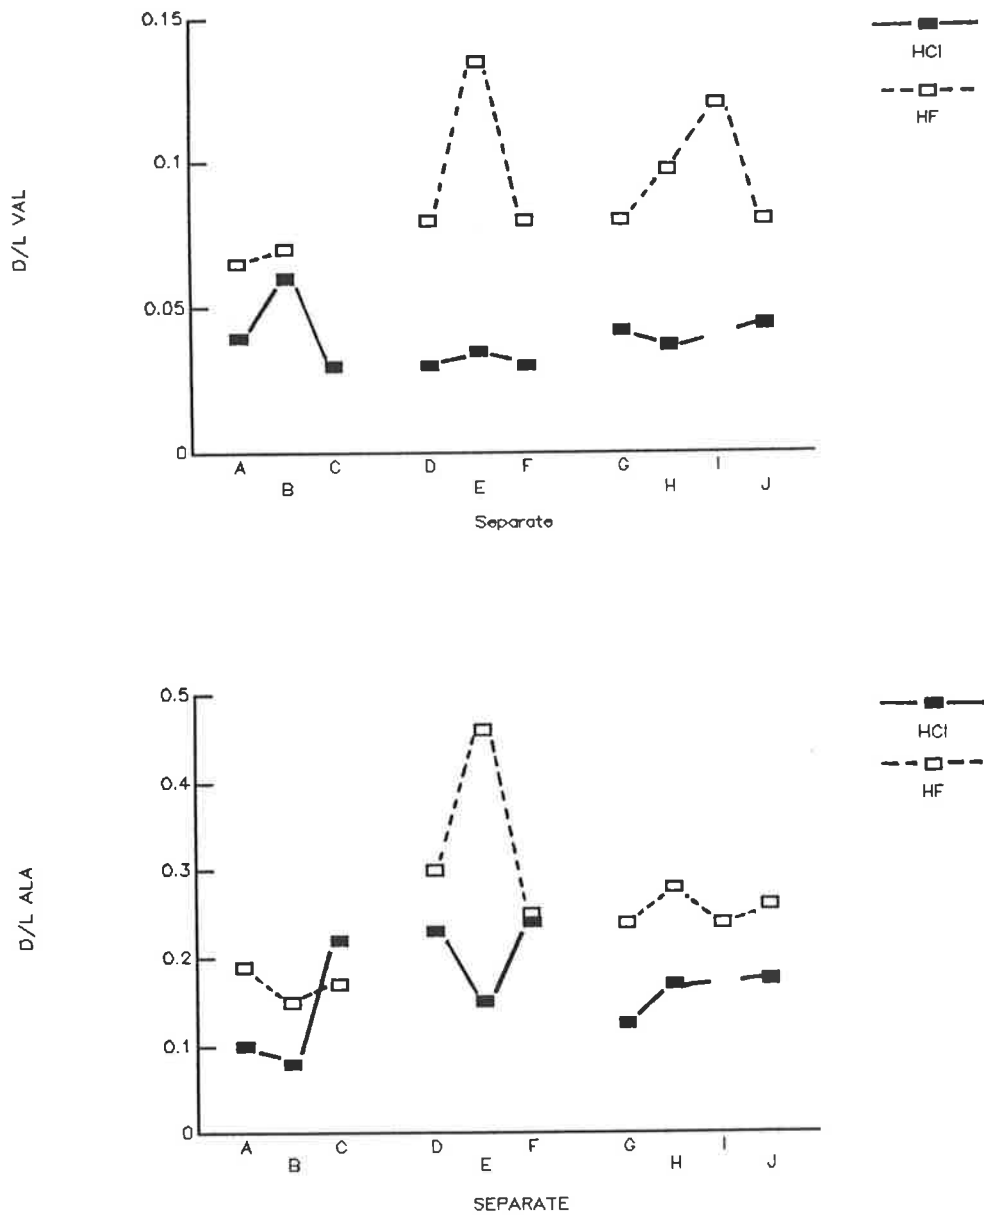 0.15
HCl
HF
0.1
D/L VAL
0.05
0
A C D F G I
B E H J
Separate
0.5
HCl
0.4
HF
0.3
D/L ALA
0.2
0.1
0
A C D F G I
B E H J
SEPARATE